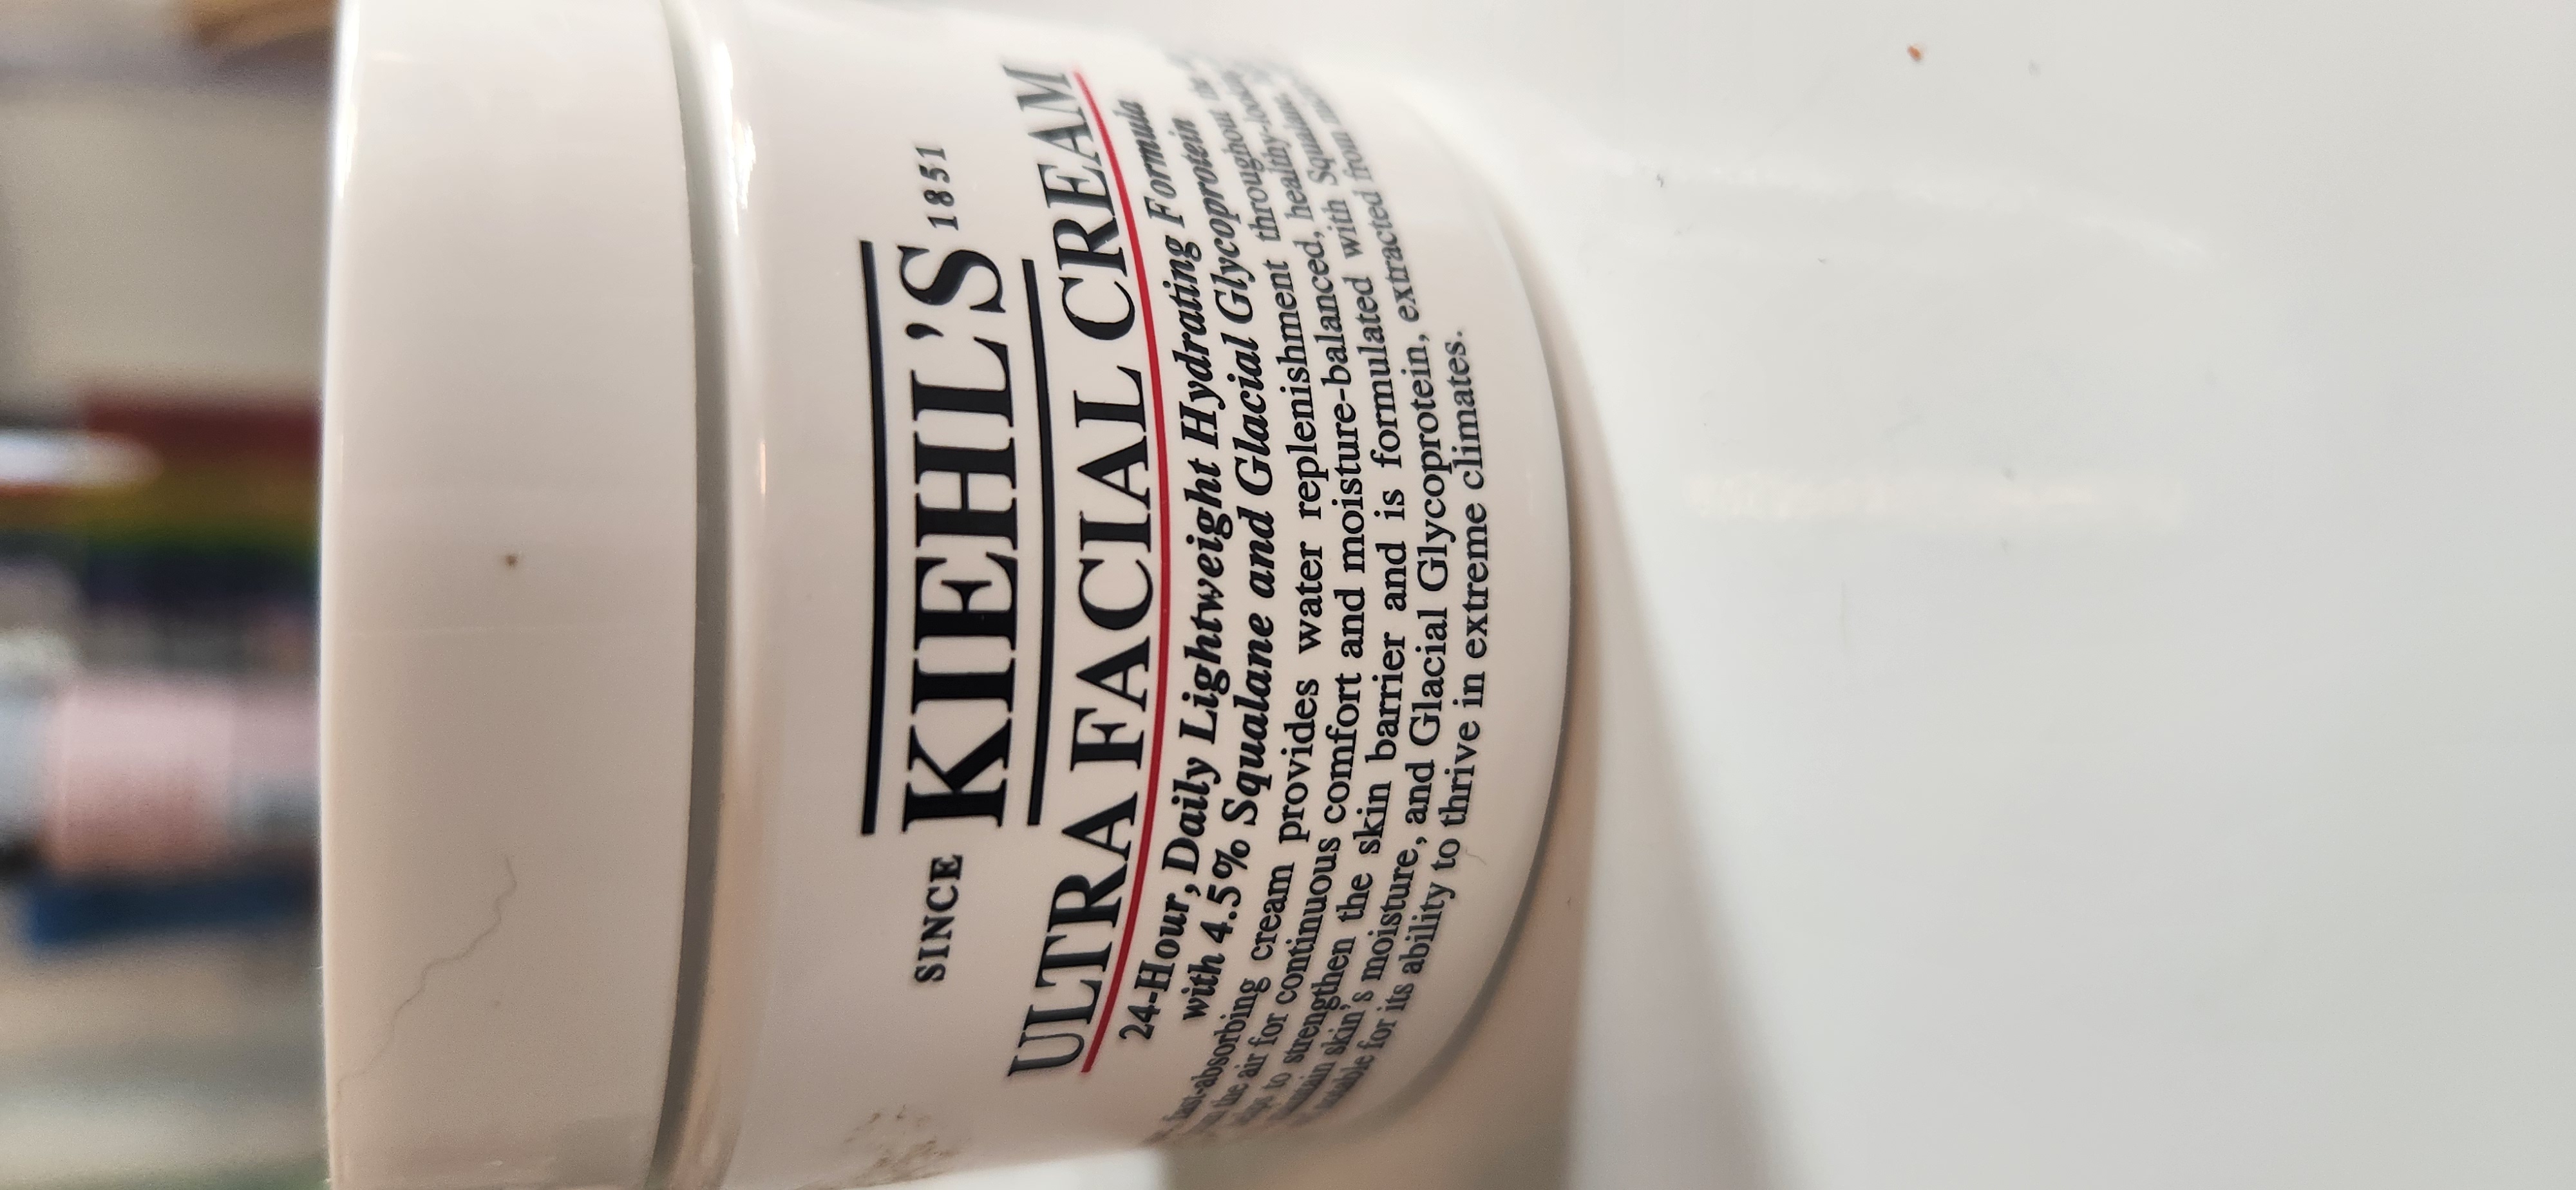 SINCE KIEHL'S 1851
ULTRA FACIAL CREAM
24-Hour, Daily Lightweight Hydrating Formula
with 4.5% Squalane and Glacial Glycoprotein
fast-absorbing cream provides water replenishment throughout the
the air for continuous comfort and moisture-balanced, healthy-looking
to strengthen the skin barrier and is formulated with Squalane
skin's moisture, and Glacial Glycoprotein, extracted from
for its ability to thrive in extreme climates.